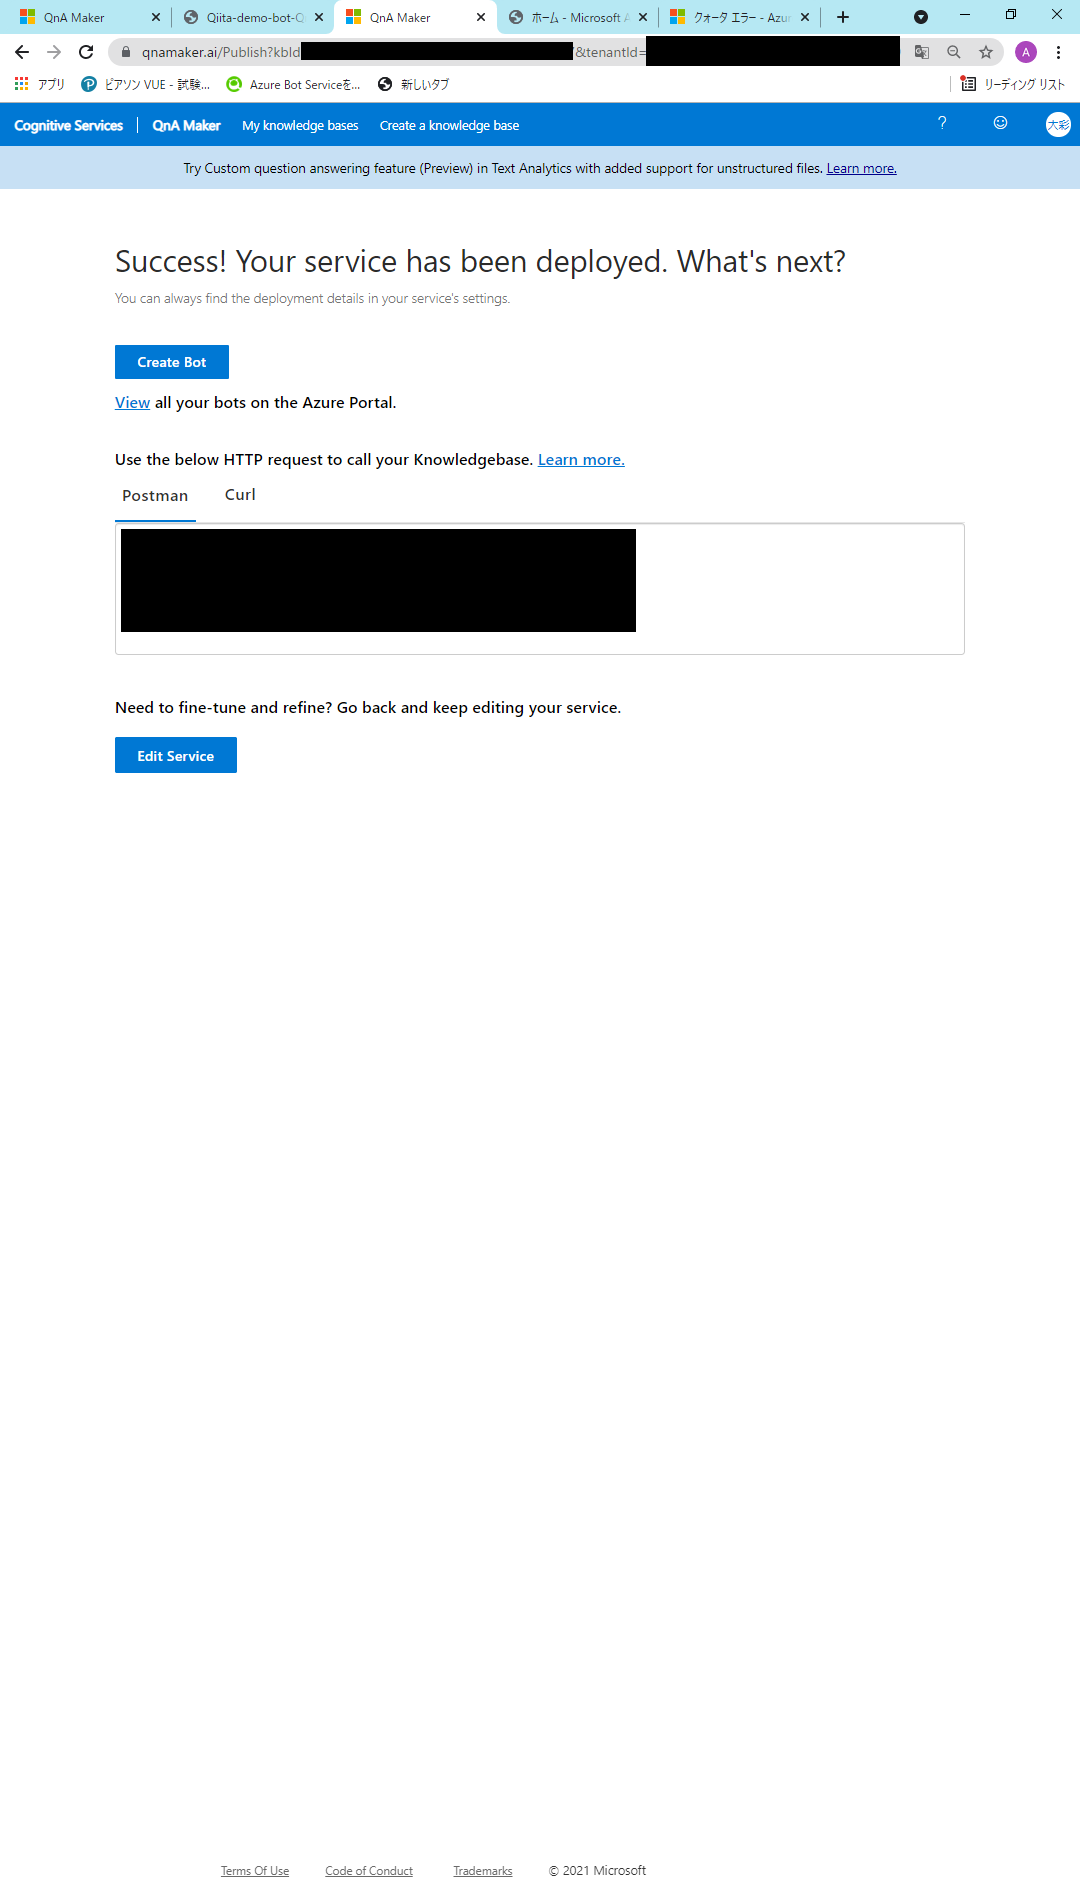 QnA Maker
Qiita-demo-bot-Q
QnA Maker
ホーム - Microsoft A
クォータ エラー - Azur
qnamaker.ai/Publish?kbId
&tenantId=
A
アプリ
ピアソン VUE - 試験...
Azure Bot Serviceを...
新しいタブ
リーディング リスト
Cognitive Services
QnA Maker
My knowledge bases
Create a knowledge base
?
大彩
Try Custom question answering feature (Preview) in Text Analytics with added support for unstructured files. Learn more.
Success! Your service has been deployed. What's next?
You can always find the deployment details in your service's settings.
Create Bot
View all your bots on the Azure Portal.
Use the below HTTP request to call your Knowledgebase. Learn more.
Postman
Curl
Need to fine-tune and refine? Go back and keep editing your service.
Edit Service
Terms Of Use
Code of Conduct
Trademarks
© 2021 Microsoft